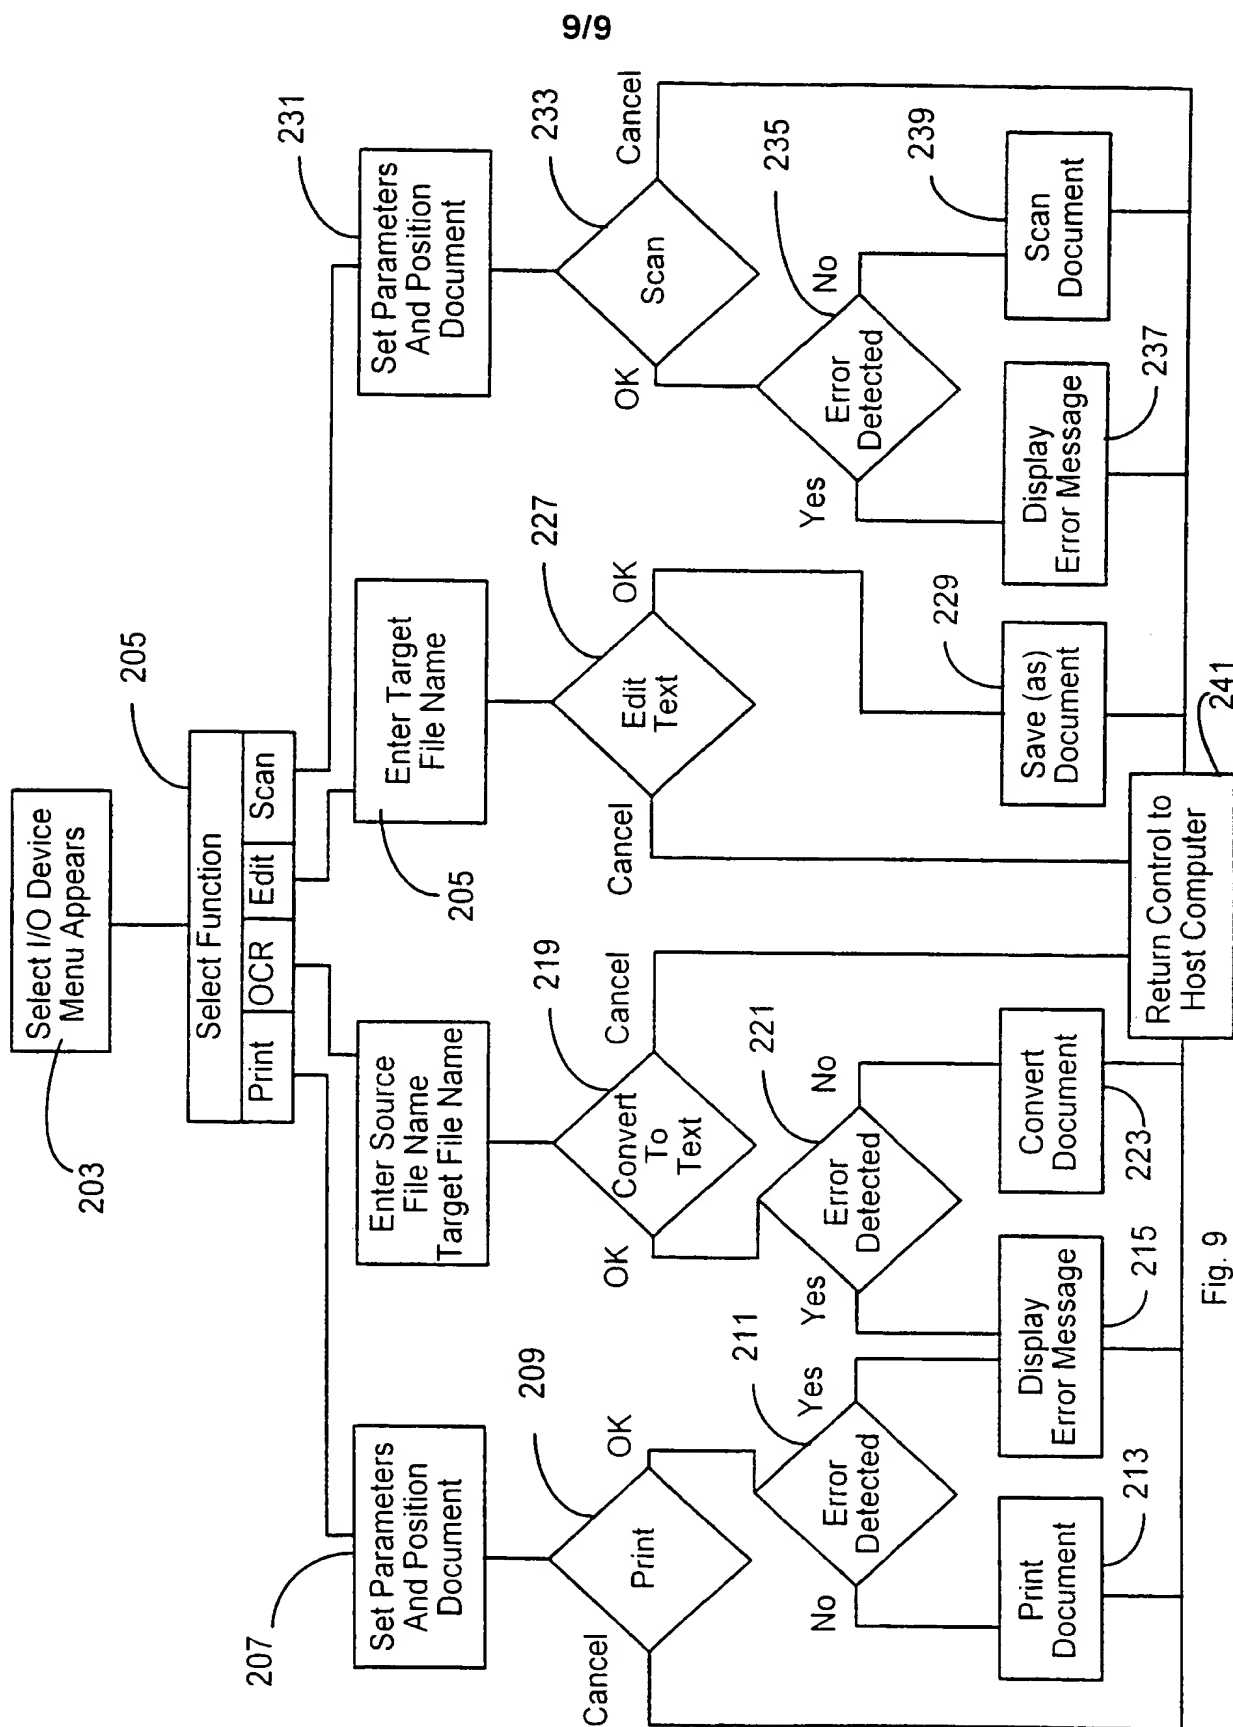 9/9
Select I/O Device
Menu Appears
203
Select Function
205
Print
OCR
Edit
Scan
207
Set Parameters
And Position
Document
Enter Source
File Name
Target File Name
Enter Target
File Name
205
Set Parameters
And Position
Document
231
Cancel
Print
209
OK
OK
Convert
To
Text
219
Cancel
Cancel
Edit
Text
227
OK
OK
Scan
233
Cancel
No
Error
Detected
211
Yes
Yes
Error
Detected
221
No
Yes
Error
Detected
235
No
Print
Document
213
Display
Error Message
215
Convert
Document
223
Save (as)
Document
229
Display
Error Message
237
Scan
Document
239
Return Control to
Host Computer
241
Fig. 9